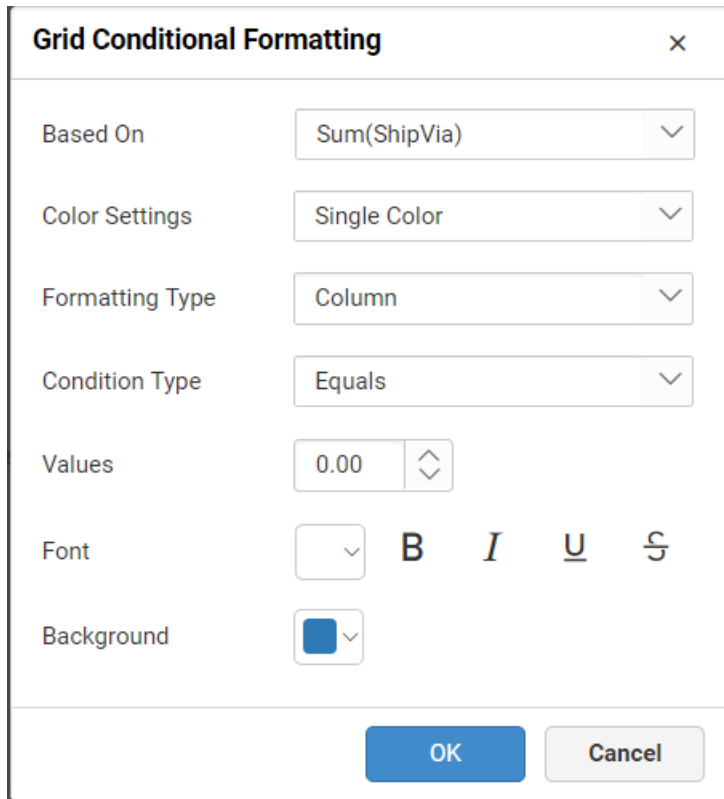 Grid Conditional Formatting ×
Based On Sum(ShipVia)
Color Settings Single Color
Formatting Type Column
Condition Type Equals
Values 0.00
Font B I U S
Background
OK Cancel